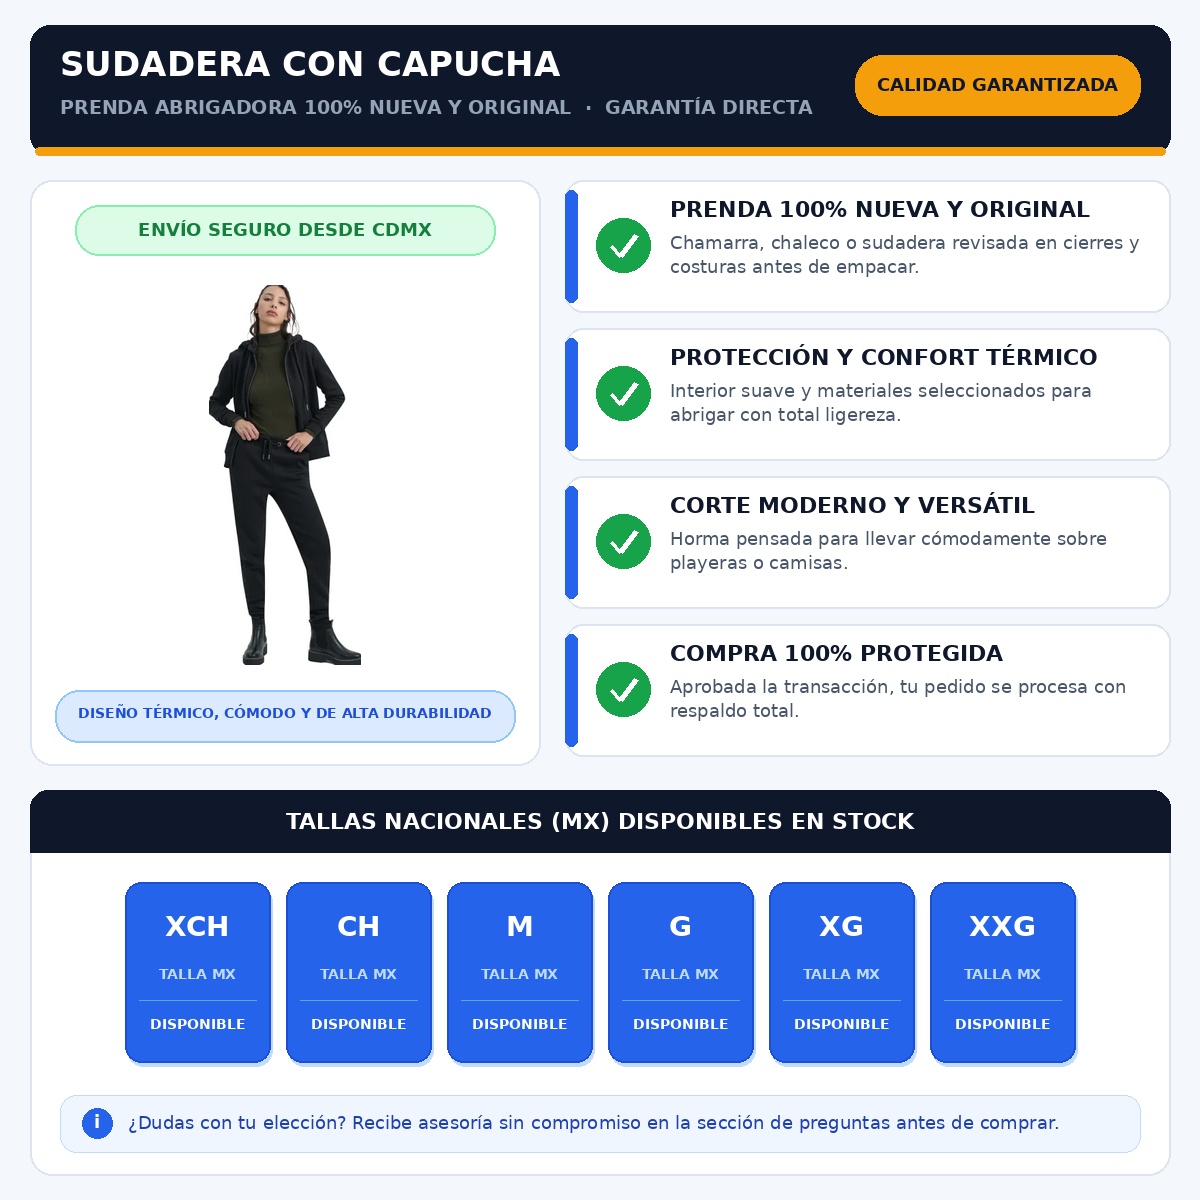 SUDADERA CON CAPUCHA
PRENDA ABRIGADORA 100% NUEVA Y ORIGINAL · GARANTÍA DIRECTA
CALIDAD GARANTIZADA
ENVÍO SEGURO DESDE CDMX
DISEÑO TÉRMICO, CÓMODO Y DE ALTA DURABILIDAD
PRENDA 100% NUEVA Y ORIGINAL
Chamarra, chaleco o sudadera revisada en cierres y
costuras antes de empacar.
PROTECCIÓN Y CONFORT TÉRMICO
Interior suave y materiales seleccionados para
abrigar con total ligereza.
CORTE MODERNO Y VERSÁTIL
Horma pensada para llevar cómodamente sobre
playeras o camisas.
COMPRA 100% PROTEGIDA
Aprobada la transacción, tu pedido se procesa con
respaldo total.
TALLAS NACIONALES (MX) DISPONIBLES EN STOCK
XCH
TALLA MX
DISPONIBLE
CH
TALLA MX
DISPONIBLE
M
TALLA MX
DISPONIBLE
G
TALLA MX
DISPONIBLE
XG
TALLA MX
DISPONIBLE
XXG
TALLA MX
DISPONIBLE
i ¿Dudas con tu elección? Recibe asesoría sin compromiso en la sección de preguntas antes de comprar.